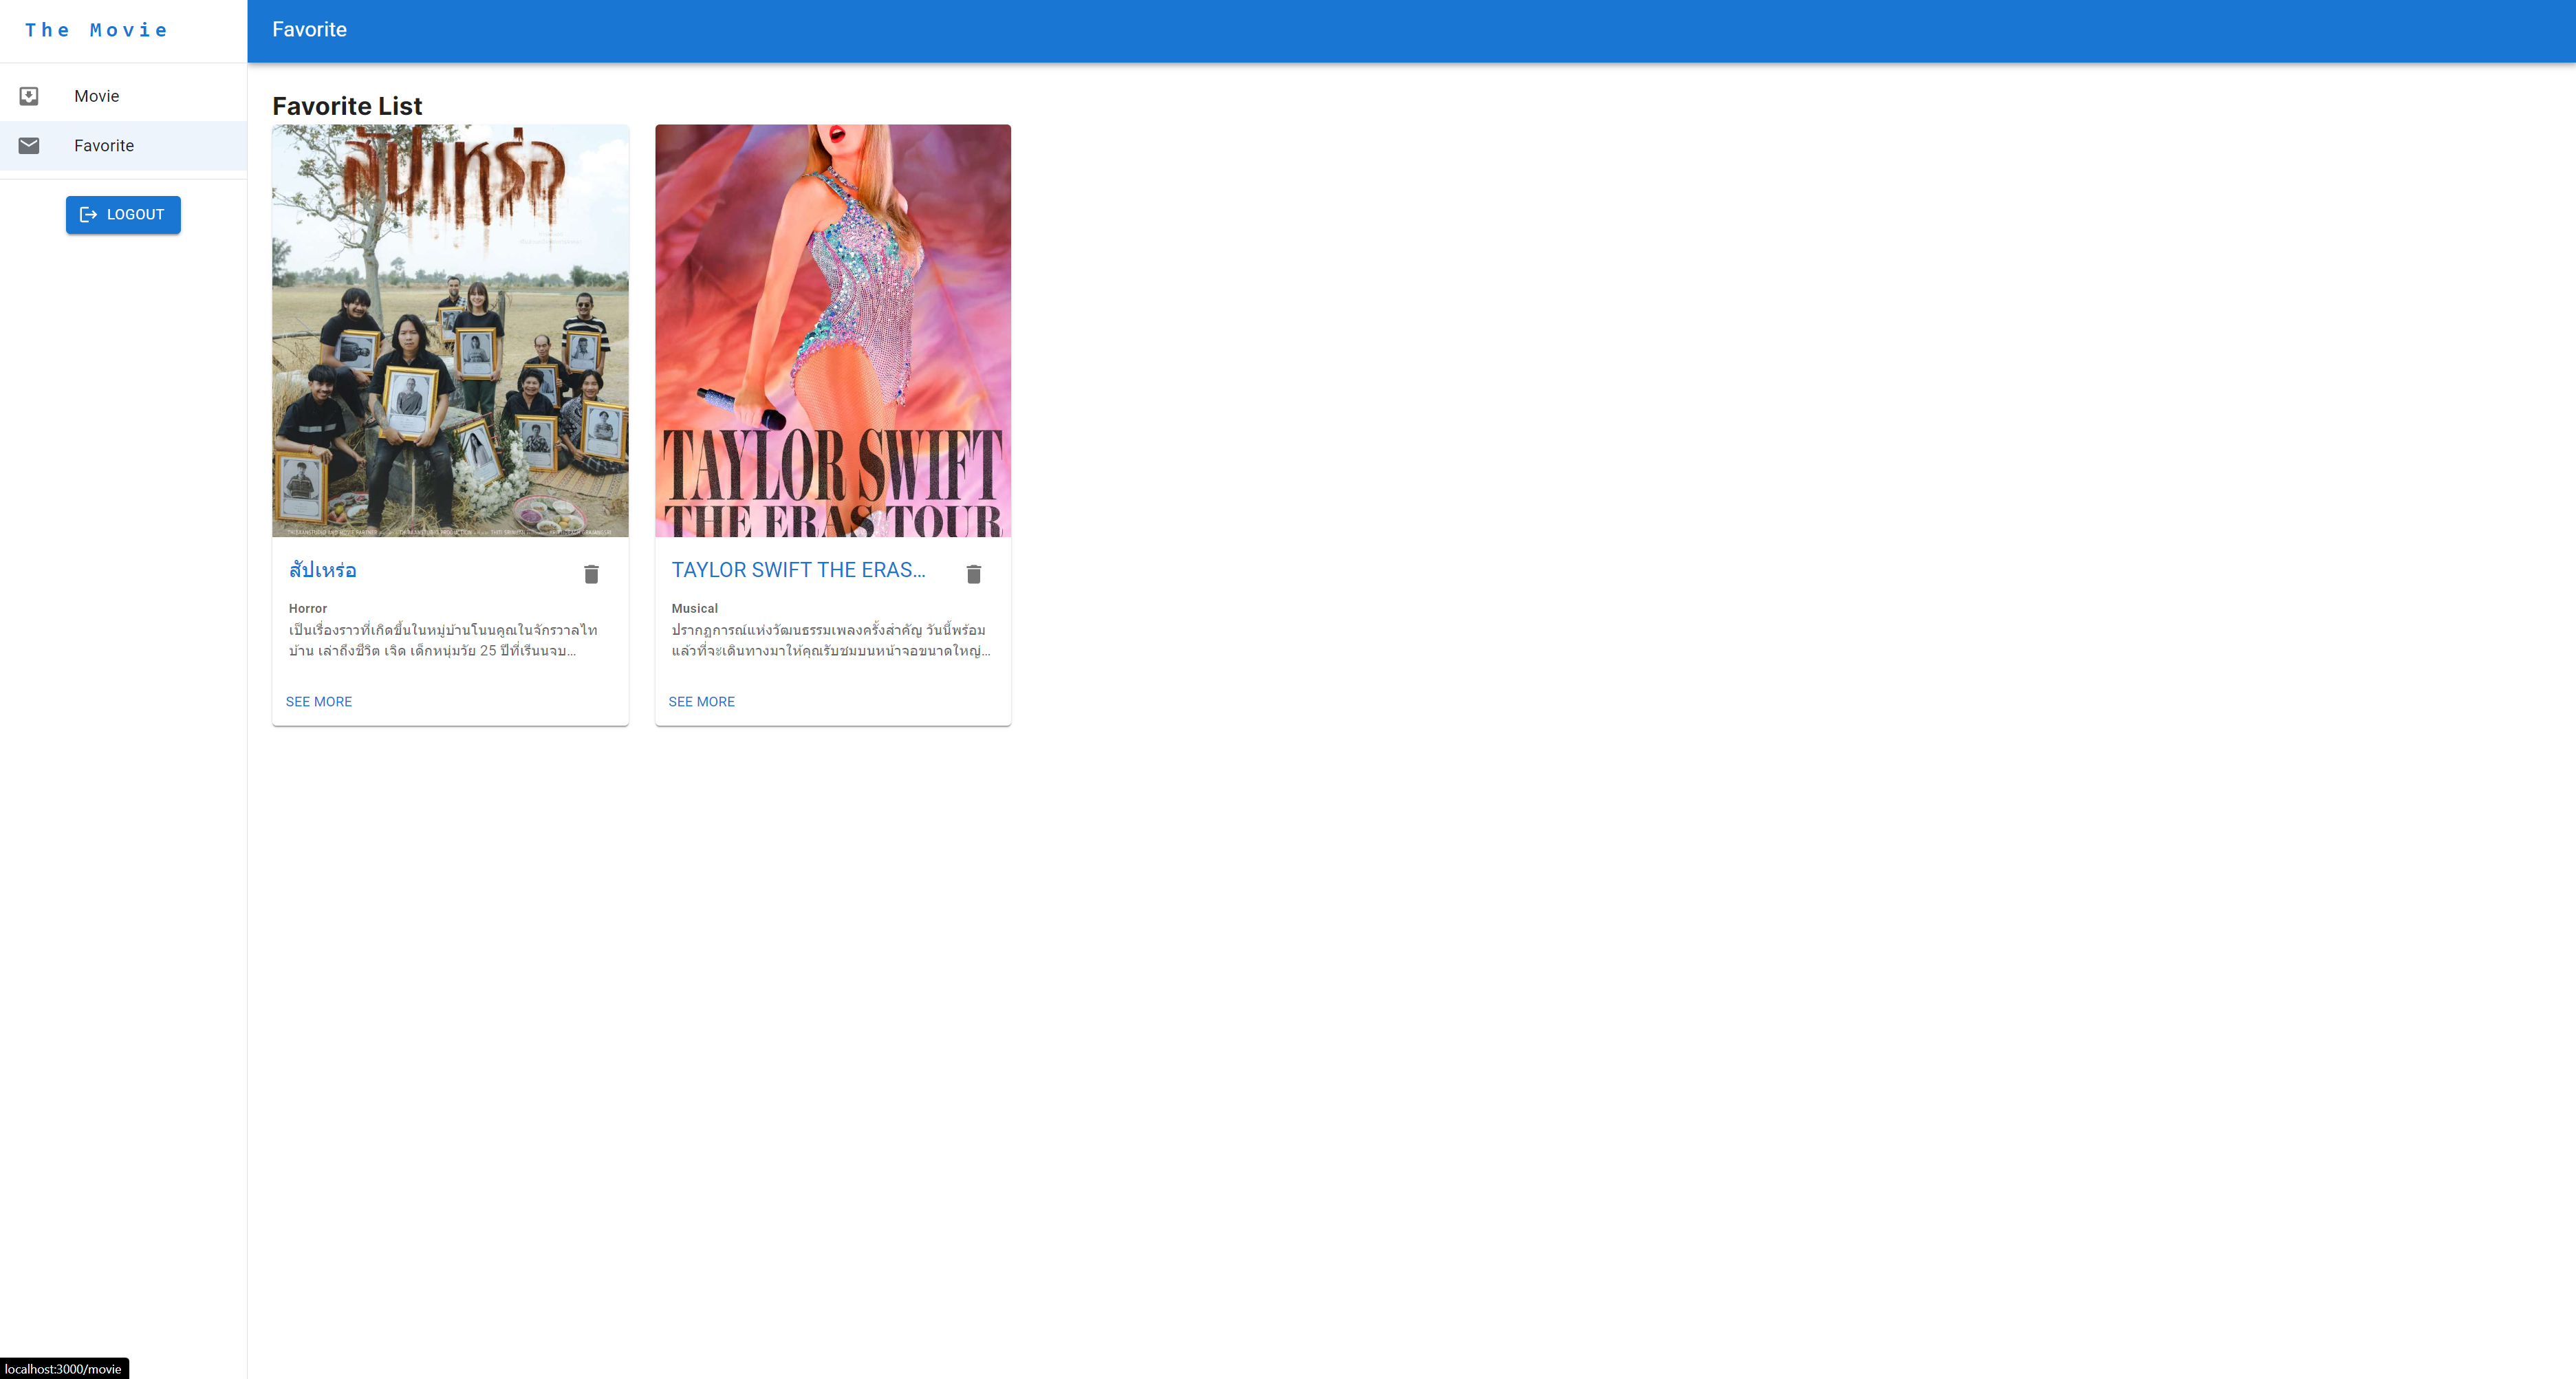 The Movie
Favorite
Movie
Favorite
LOGOUT
Favorite List
สัปเหร่อ
TAYLOR SWIFT
THE ERAS TOUR
สัปเหร่อ
Horror
เป็นเรื่องราวที่เกิดขึ้นในหมู่บ้านโนนคูณในจักรวาลไท
บ้าน เล่าถึงชีวิต เจิด เด็กหนุ่มวัย 25 ปีที่เรียนจบ...
SEE MORE
TAYLOR SWIFT THE ERAS...
Musical
ปรากฏการณ์แห่งวัฒนธรรมเพลงครั้งสำคัญ วันนี้พร้อม
แล้วที่จะเดินทางมาให้คุณรับชมบนหน้าจอขนาดใหญ่...
SEE MORE
localhost:3000/movie